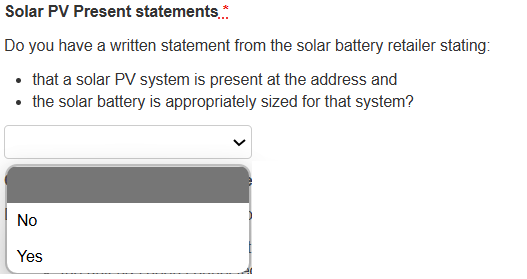 Solar PV Present statements.*
Do you have a written statement from the solar battery retailer stating:
• that a solar PV system is present at the address and
• the solar battery is appropriately sized for that system?
No
Yes